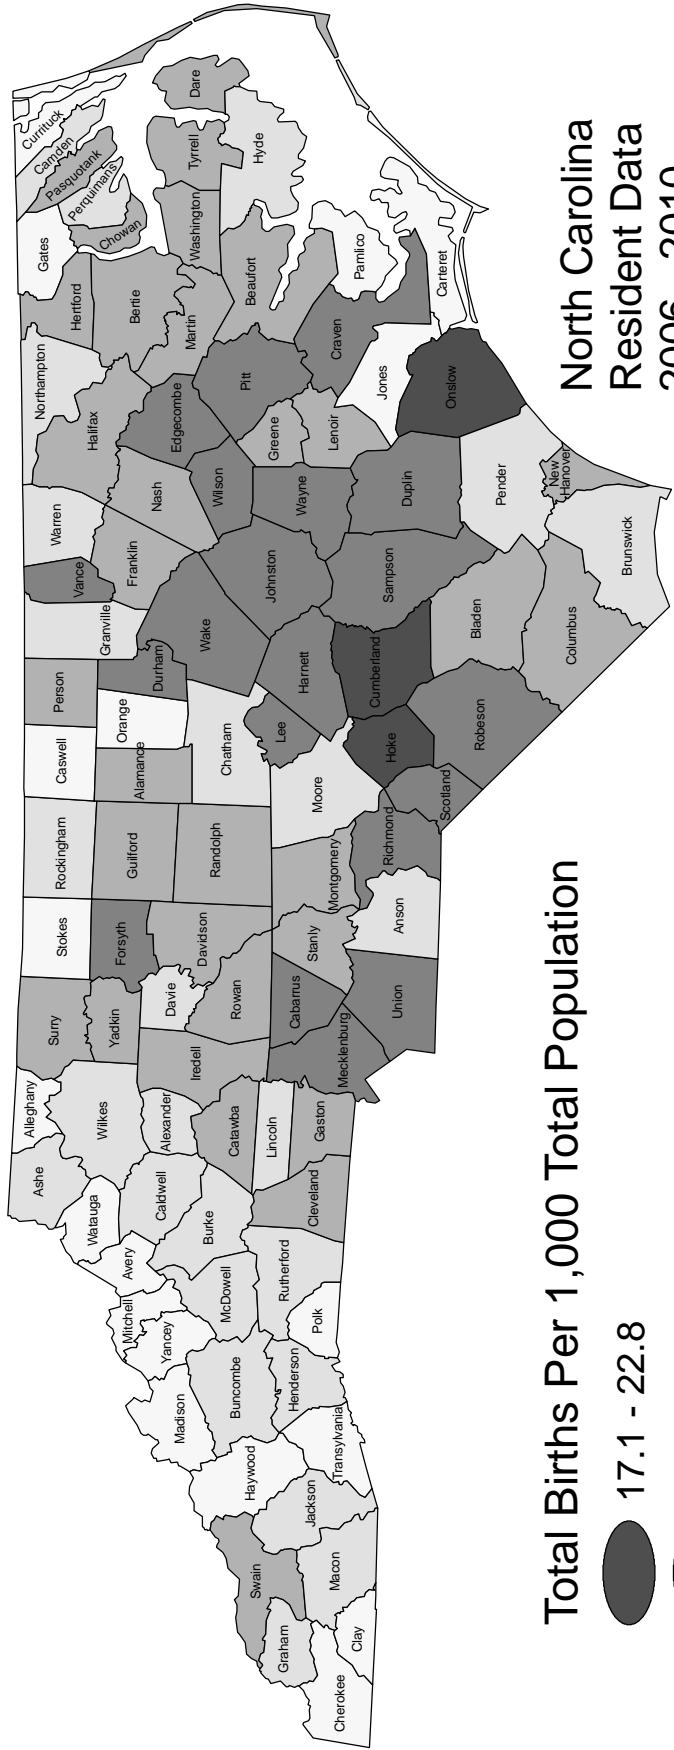 Cherokee
Clay
Graham
Swain
Macon
Jackson
Haywood
Transylvania
Madison
Buncombe
Henderson
Yancey
Mitchell
Avery
McDowell
Polk
Rutherford
Watauga
Burke
Caldwell
Cleveland
Ashe
Alleghany
Wilkes
Alexander
Catawba
Lincoln
Gaston
Surry
Yadkin
Iredell
Mecklenburg
Davie
Rowan
Cabarrus
Union
Stokes
Forsyth
Davidson
Stanly
Anson
Rockingham
Guilford
Randolph
Montgomery
Richmond
Caswell
Alamance
Orange
Chatham
Moore
Scotland
Person
Durham
Lee
Hoke
Granville
Wake
Harnett
Cumberland
Robeson
Vance
Franklin
Johnston
Sampson
Bladen
Columbus
Warren
Nash
Wilson
Wayne
Duplin
Pender
New
Hanover
Brunswick
Northampton
Halifax
Edgecombe
Pitt
Greene
Lenoir
Jones
Onslow
Hertford
Bertie
Martin
Beaufort
Craven
Pamlico
Carteret
Gates
Chowan
Perquimans
Pasquotank
Camden
Currituck
Washington
Tyrrell
Dare
Hyde
Total Births Per 1,000 Total Population
17.1 - 22.8
North Carolina
Resident Data
2006 2010